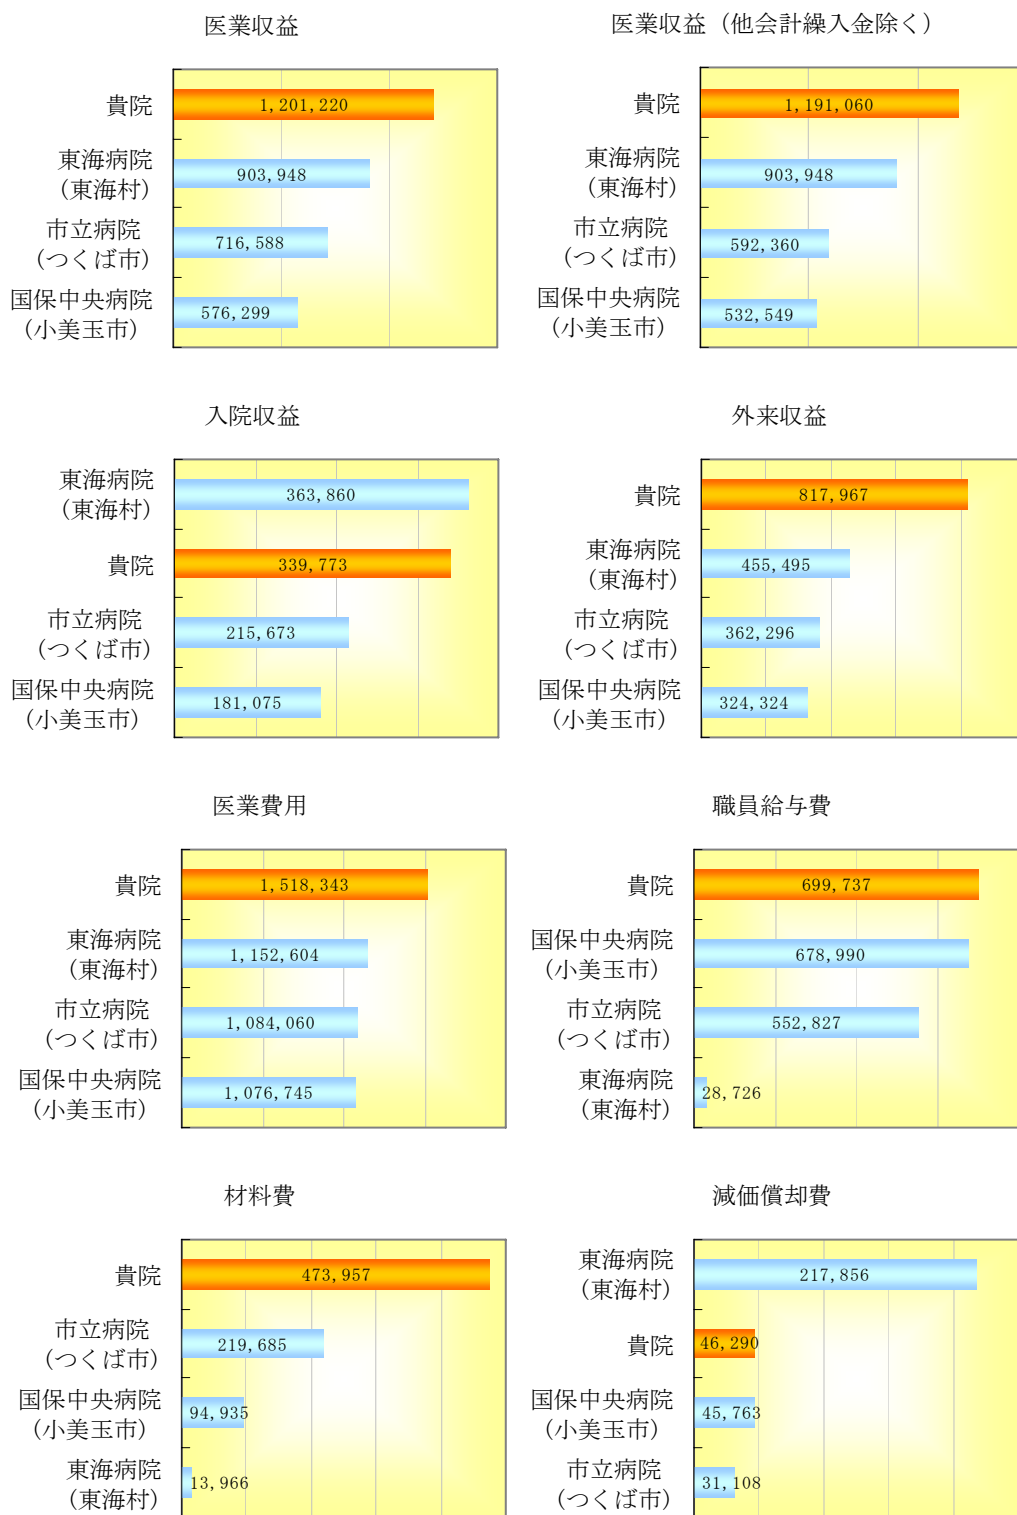 医業収益
貴院
1,201,220
東海病院
（東海村）
903,948
市立病院
（つくば市）
716,588
国保中央病院
（小美玉市）
576,299
医業収益（他会計繰入金除く）
貴院
1,191,060
東海病院
（東海村）
903,948
市立病院
（つくば市）
592,360
国保中央病院
（小美玉市）
532,549
入院収益
東海病院
（東海村）
363,860
貴院
339,773
市立病院
（つくば市）
215,673
国保中央病院
（小美玉市）
181,075
外来収益
貴院
817,967
東海病院
（東海村）
455,495
市立病院
（つくば市）
362,296
国保中央病院
（小美玉市）
324,324
医業費用
貴院
1,518,343
東海病院
（東海村）
1,152,604
市立病院
（つくば市）
1,084,060
国保中央病院
（小美玉市）
1,076,745
職員給与費
貴院
699,737
国保中央病院
（小美玉市）
678,990
市立病院
（つくば市）
552,827
東海病院
（東海村）
28,726
材料費
貴院
473,957
市立病院
（つくば市）
219,685
国保中央病院
（小美玉市）
94,935
東海病院
（東海村）
13,966
減価償却費
東海病院
（東海村）
217,856
貴院
46,290
国保中央病院
（小美玉市）
45,763
市立病院
（つくば市）
31,108